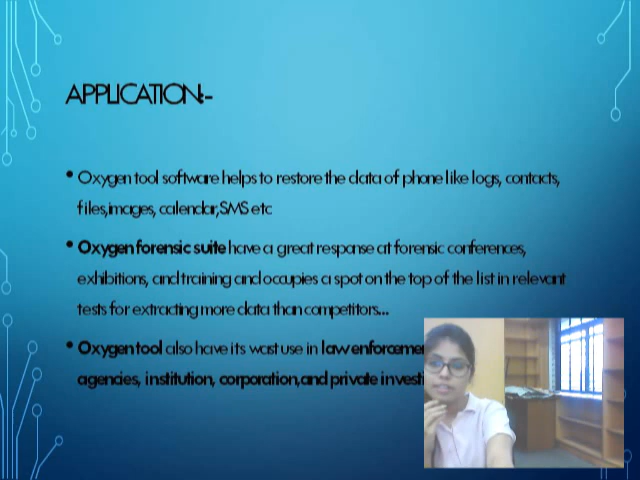 APPLICATION:-
• Oxygen tool software helps to restore the data of phone like logs, contacts,
files,images, calendar,SMS etc
• Oxygen forensic suite have a great response at forensic conferences,
exhibitions, and training and occupies a spot on the top of the list in relevant
tests for extracting more data than competitors...
• Oxygen tool also have its wast use in law
agencies, institution, corporation,and private